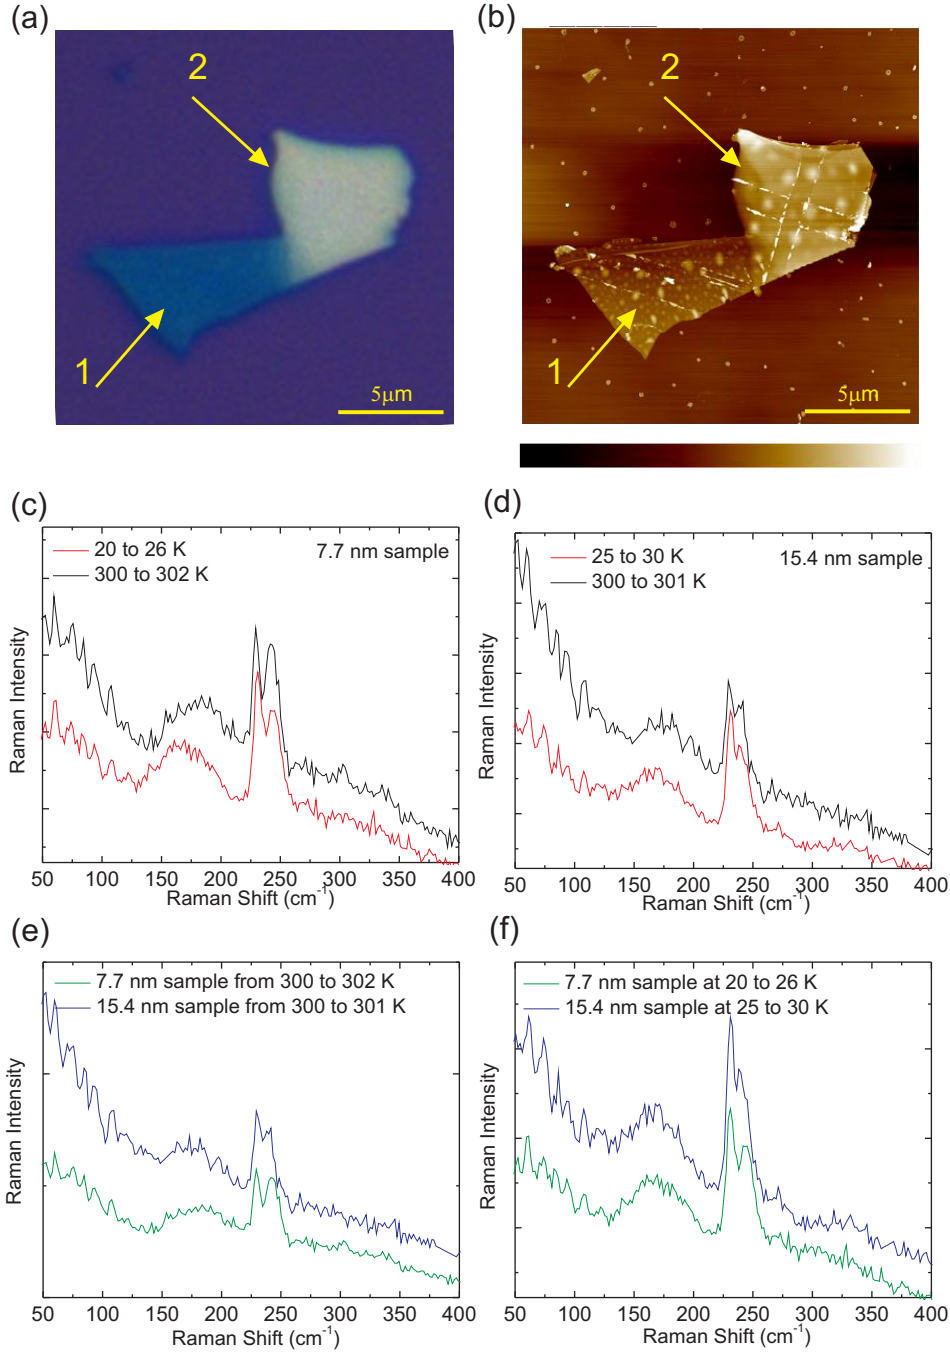 (a)
2
1
5μm
(b)
2
1
5μm
(c)
20 to 26 K
300 to 302 K
7.7 nm sample
Raman Intensity
50 100 150 200 250 300 350 400
Raman Shift (cm-1)
(d)
25 to 30 K
300 to 301 K
15.4 nm sample
Raman Intensity
50 100 150 200 250 300 350 400
Raman Shift (cm-1)
(e)
7.7 nm sample from 300 to 302 K
15.4 nm sample from 300 to 301 K
Raman Intensity
50 100 150 200 250 300 350 400
Raman Shift (cm-1)
(f)
7.7 nm sample at 20 to 26 K
15.4 nm sample at 25 to 30 K
Raman Intensity
50 100 150 200 250 300 350 400
Raman Shift (cm-1)